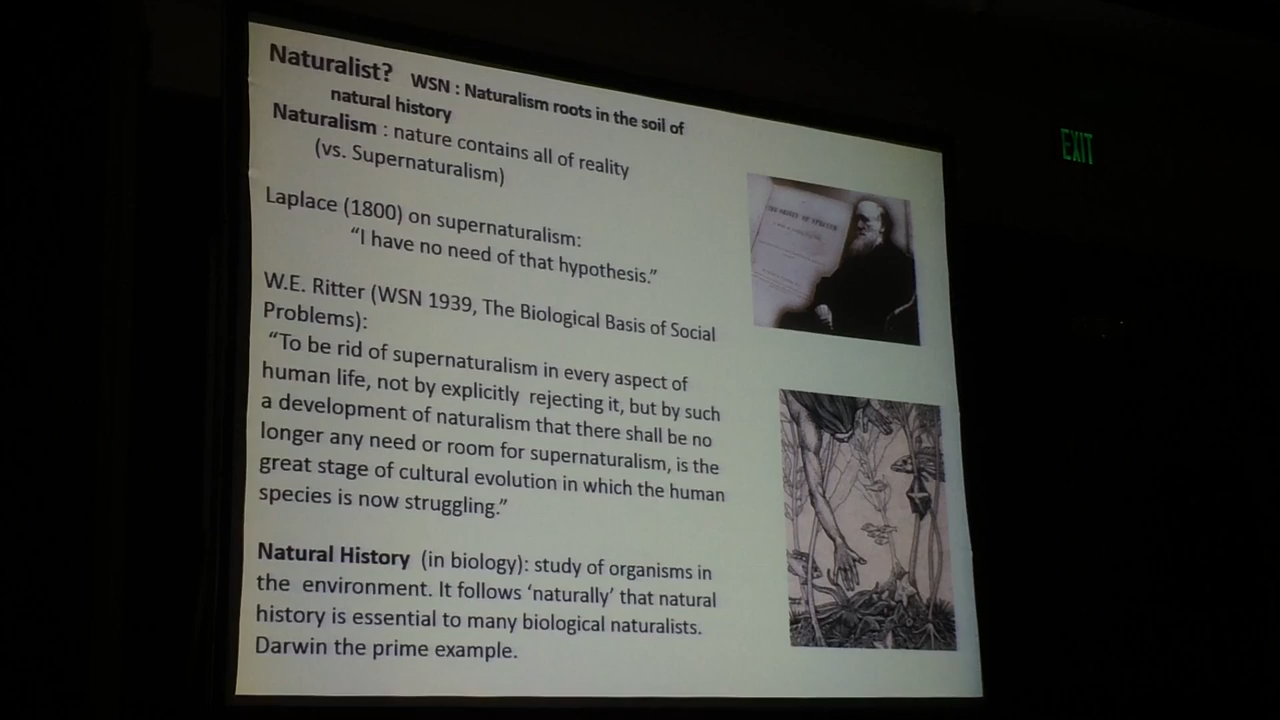 Naturalist? WSN : Naturalism roots in the soil of
natural history
Naturalism : nature contains all of reality
(vs. Supernaturalism)
Laplace (1800) on supernaturalism:
“I have no need of that hypothesis.”
W.E. Ritter (WSN 1939, The Biological Basis of Social
Problems):
“To be rid of supernaturalism in every aspect of
human life, not by explicitly rejecting it, but by such
a development of naturalism that there shall be no
longer any need or room for supernaturalism, is the
great stage of cultural evolution in which the human
species is now struggling.”
Natural History (in biology): study of organisms in
the environment. It follows ‘naturally’ that natural
history is essential to many biological naturalists.
Darwin the prime example.
THE ORIGIN OF SPECIES
EXIT